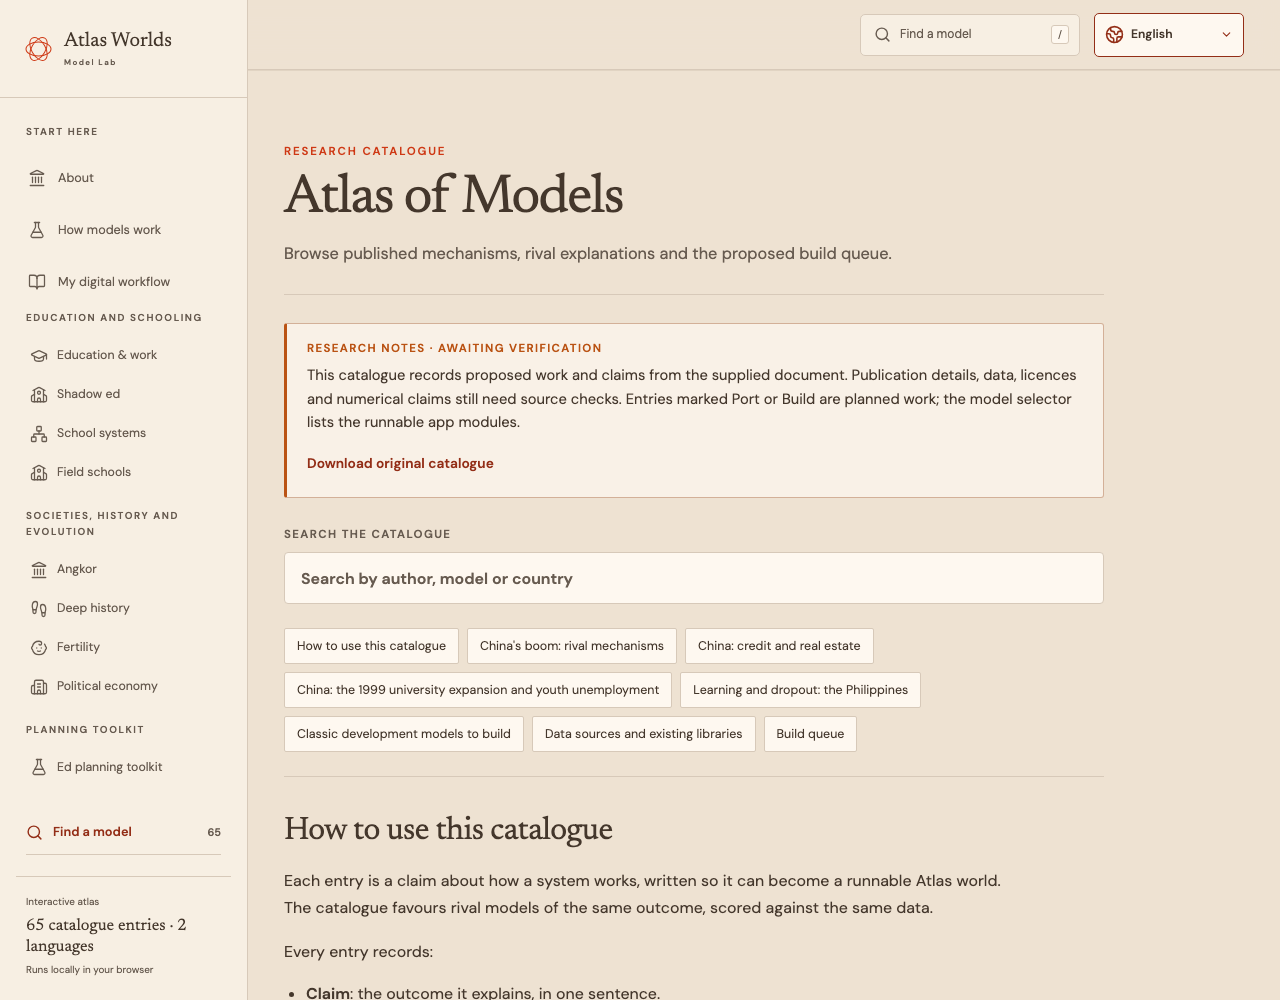 Atlas Worlds
Model Lab
START HERE
About
How models work
My digital workflow
EDUCATION AND SCHOOLING
Education & work
Shadow ed
School systems
Field schools
SOCIETIES, HISTORY AND
EVOLUTION
Angkor
Deep history
Fertility
Political economy
PLANNING TOOLKIT
Ed planning toolkit
Find a model 65
Interactive atlas
65 catalogue entries · 2
languages
Runs locally in your browser
Find a model /
English
RESEARCH CATALOGUE
Atlas of Models
Browse published mechanisms, rival explanations and the proposed build queue.
RESEARCH NOTES · AWAITING VERIFICATION
This catalogue records proposed work and claims from the supplied document. Publication details, data, licences
and numerical claims still need source checks. Entries marked Port or Build are planned work; the model selector
lists the runnable app modules.
Download original catalogue
SEARCH THE CATALOGUE
Search by author, model or country
How to use this catalogue
China's boom: rival mechanisms
China: credit and real estate
China: the 1999 university expansion and youth unemployment
Learning and dropout: the Philippines
Classic development models to build
Data sources and existing libraries
Build queue
How to use this catalogue
Each entry is a claim about how a system works, written so it can become a runnable Atlas world.
The catalogue favours rival models of the same outcome, scored against the same data.
Every entry records:
• Claim: the outcome it explains, in one sentence.